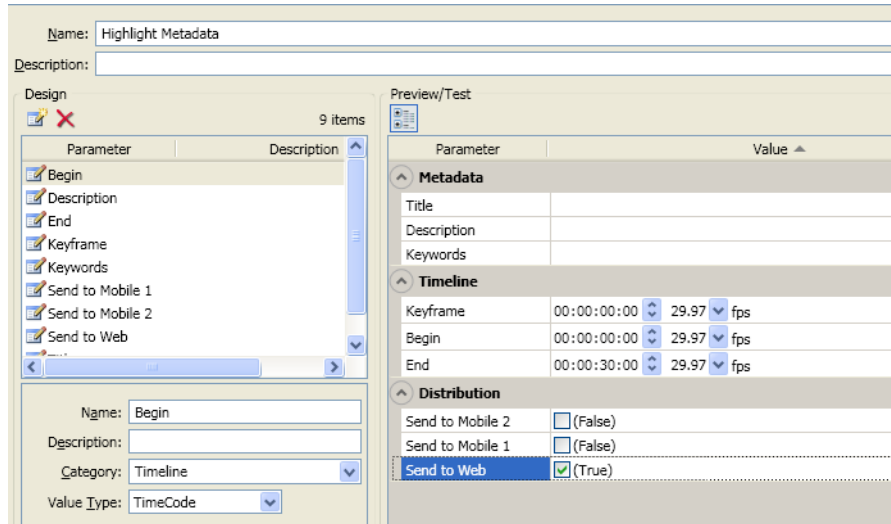 Name: Highlight Metadata
Description:
Design
9 items
Parameter Description
Begin
Description
End
Keyframe
Keywords
Send to Mobile 1
Send to Mobile 2
Send to Web
Name: Begin
Description:
Category: Timeline
Value Type: TimeCode
Preview/Test
Parameter Value
Metadata
Title
Description
Keywords
Timeline
Keyframe 00:00:00:00 29.97 fps
Begin 00:00:00:00 29.97 fps
End 00:00:30:00 29.97 fps
Distribution
Send to Mobile 2 (False)
Send to Mobile 1 (False)
Send to Web (True)